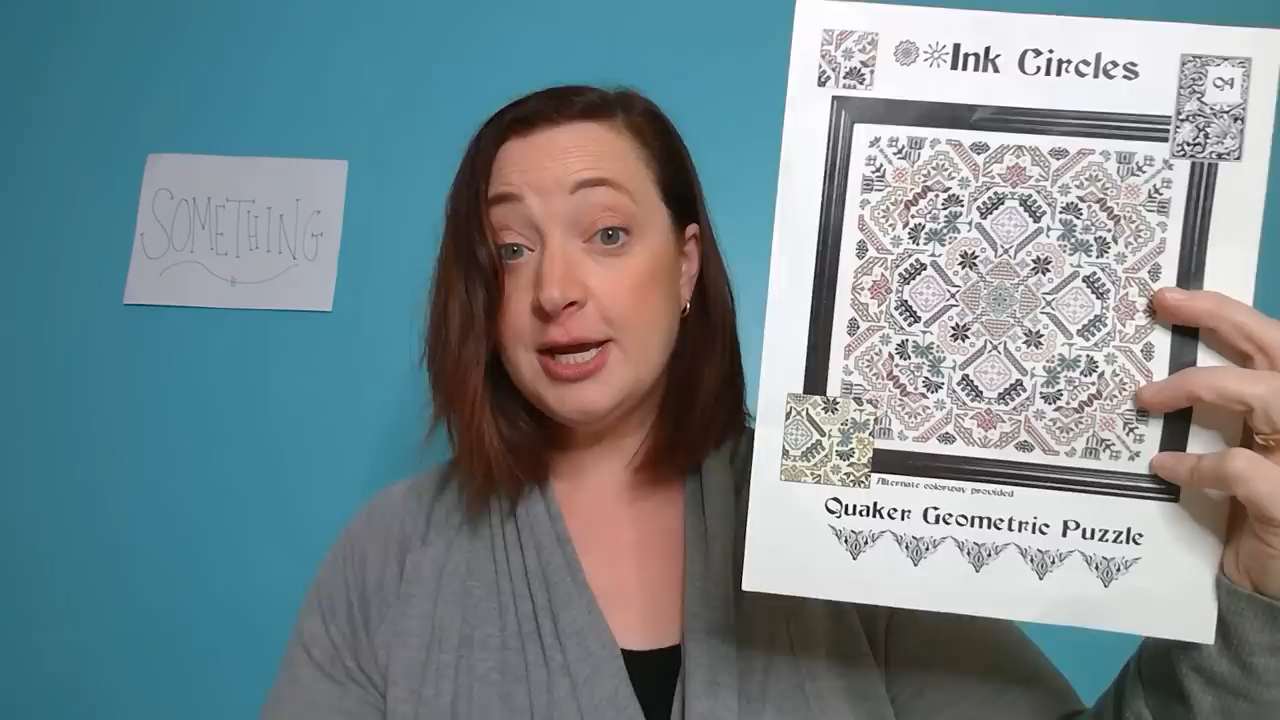 SOMETHING
Ink Circles
Alternate colorway provided
Quaker Geometric Puzzle